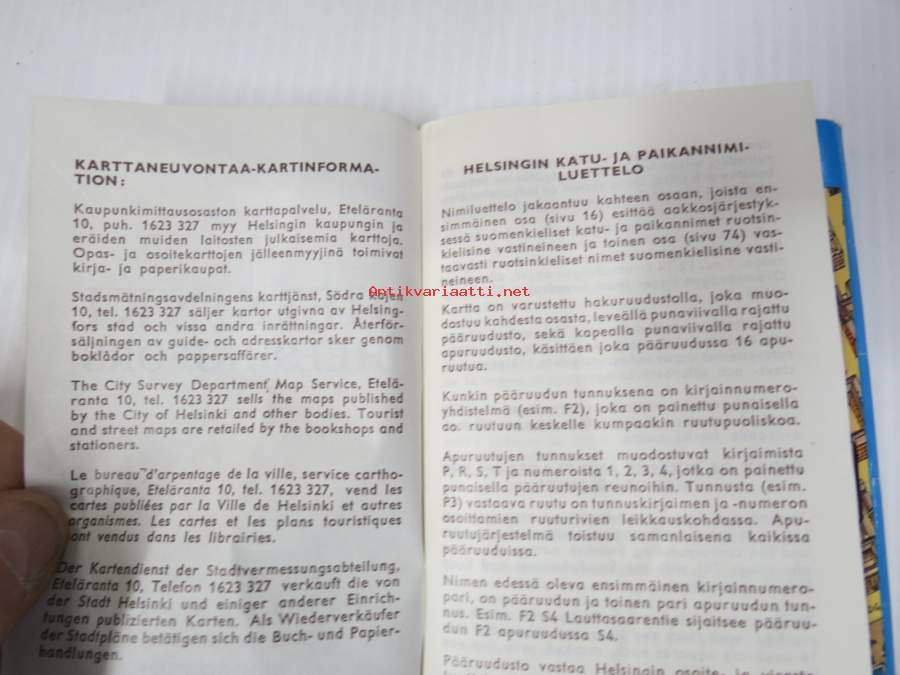 KARTTANEUVONTAA-KARTINFORMA-
TION:
Kaupunkimittausosaston karttapalvelu, Eteläranta
10, puh. 1623 327 myy Helsingin kaupungin ja
eräiden muiden laitosten julkaisemia karttoja.
Opas- ja osoitekarttojen jälleenmyyjinä toimivat
kirja- ja paperikaupat.
Stadsmätningsavdelningens karttjänst, Södra kajen
10, tel. 1623 327 säljer kartor utgivna av Helsing-
fors stad och vissa andra inrättningar. Återför-
säljningen av guide- och adresskartor sker genom
boklådor och pappersaffärer.
The City Survey Department, Map Service, Etelä-
ranta 10, tel. 1623 327 sells the maps published
by the City of Helsinki and other bodies. Tourist
and street maps are retailed by the bookshops and
stationers.
Le bureau d'arpentage de la ville, service cartho-
graphique, Eteläranta 10, tel. 1623 327, vend les
cartes publiées par la Ville de Helsinki et autres
organismes. Les cartes et les plans touristiques
ont vendus dans les librairies.
Der Kartendienst der Stadtvermessungsabteilung,
Eteläranta 10, Telefon 1623 327 verkauft die von
der Stadt Helsinki und einiger anderer Einrich-
tungen publizierten Karten. Als Wiederverkäufer
der Stadtpläne betätigen sich die Buch- und Papier-
handlungen.
HELSINGIN KATU- JA PAIKANNIMI-
LUETTELO
Nimiluettelo jakaantuu kahteen osaan, joista en-
simmäinen osa (sivu 16) esittää aakkosjärjestyk-
sessä suomenkieliset katu- ja paikannimet ruotsin-
kielisine vastineineen ja toinen osa (sivu 74) vas-
taavasti ruotsinkieliset nimet suomenkielisine vasti-
neineen.
Kartta on varustettu hakuruudustolla, joka muo-
dostuu kahdesta osasta, leveällä punaviivalla rajattu
pääruudusto, sekä kapealla punaviivalla rajattu
apuruudusto, käsittäen joka pääruudussa 16 apu-
ruutua.
Kunkin pääruudun tunnuksena on kirjainnumero-
yhdistelmä (esim. F2), joka on painettu punaisella
ao. ruutuun keskelle kumpaakin ruutupuoliskoa.
Apuruutujen tunnukset muodostuvat kirjaimista
P, R, S, T ja numeroista 1, 2, 3, 4, jotka on painettu
punaisella pääruutujen reunoihin. Tunnusta (esim.
P3) vastaava ruutu on tunnuskirjaimen ja -numeron
osoittamien ruuturivien leikkauskohdassa. Apu-
ruutujärjestelmä toistuu samanlaisena kaikissa
pääruuduissa.
Nimen edessä oleva ensimmäinen kirjainnumero-
pari, on pääruudun ja toinen pari apuruudun tun-
nus. Esim. F2 S4 Lauttasaarentie sijaitsee pääruu-
dun F2 apuruudussa S4.
Pääruudusto vastaa Helsingin osoite- ja
Antikvariaatti.net